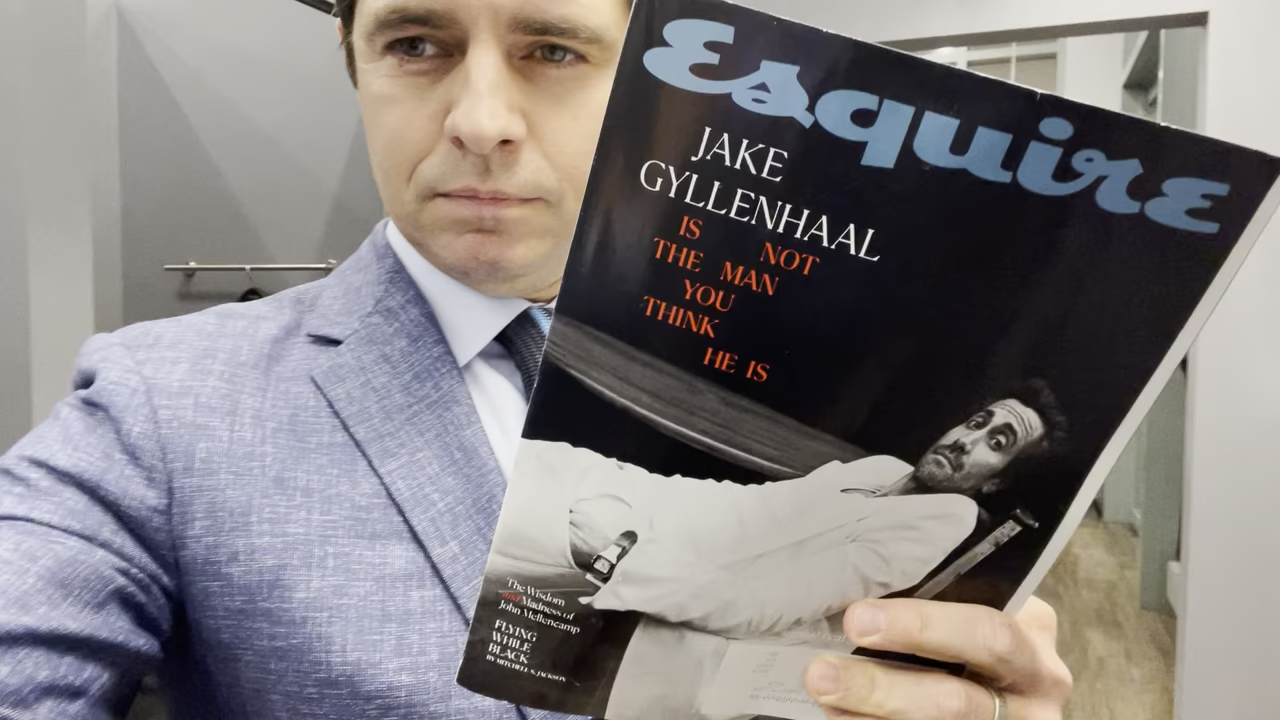 Esquire
JAKE
GYLLENHAAL
IS NOT
THE MAN
YOU
THINK
HE IS
The Wisdom
and Madness of
John Mellencamp
FLYING
WHILE
BLACK
BY MITCHELL S. JACKSON